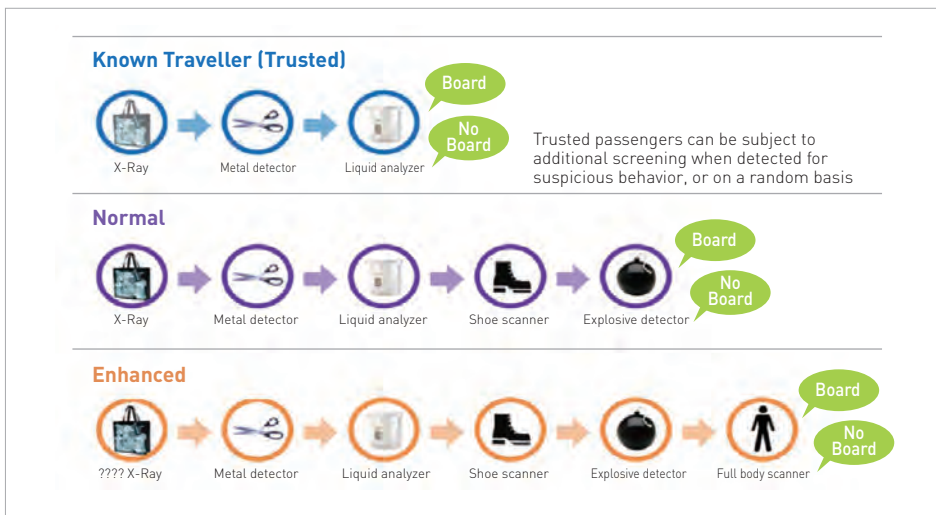 Known Traveller (Trusted)
Board
No
Board
X-Ray
Metal detector
Liquid analyzer
Trusted passengers can be subject to
additional screening when detected for
suspicious behavior, or on a random basis
Normal
Board
No
Board
X-Ray
Metal detector
Liquid analyzer
Shoe scanner
Explosive detector
Enhanced
Board
No
Board
???? X-Ray
Metal detector
Liquid analyzer
Shoe scanner
Explosive detector
Full body scanner